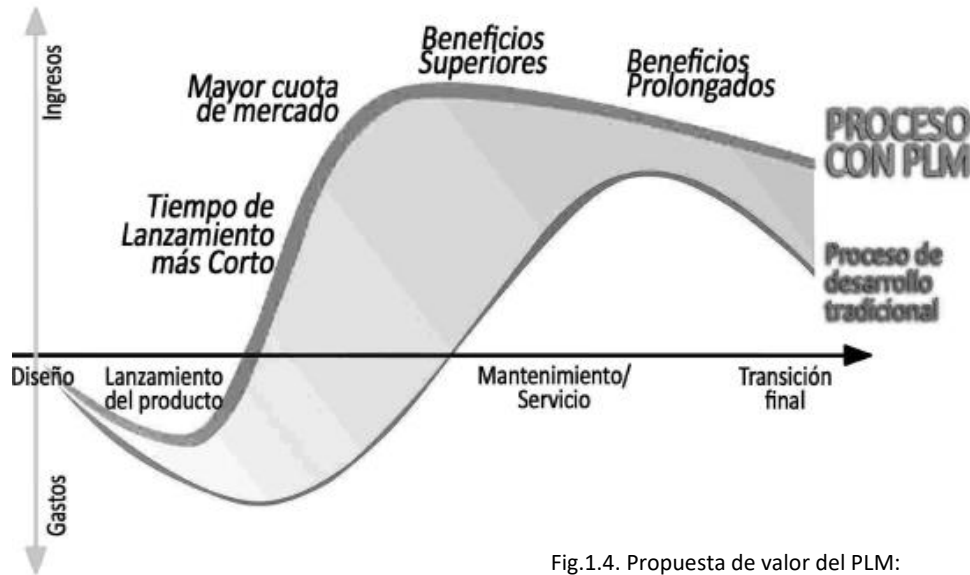 Ingresos
Beneficios
Superiores
Beneficios
Prolongados
Mayor cuota
de mercado
PROCESO
CON PLM
Tiempo de
Lanzamiento
más Corto
Proceso de
desarrollo
tradicional
Diseño
Lanzamiento
del producto
Mantenimiento/
Servicio
Transición
final
Gastos
Fig.1.4. Propuesta de valor del PLM: